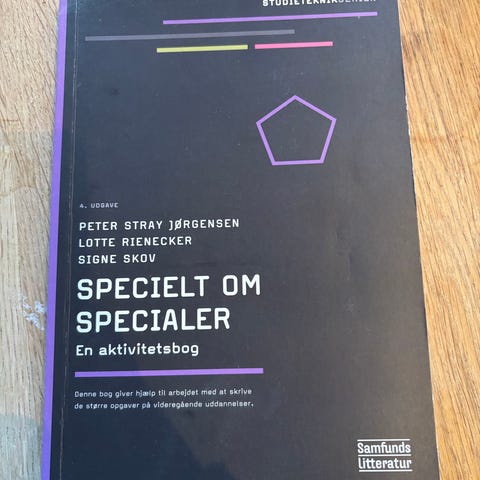 STUDIETEKNIKSERIEN
4. UDGAVE
PETER STRAY JØRGENSEN
LOTTE RIENECKER
SIGNE SKOV
SPECIELT OM
SPECIALER
En aktivitetsbog
Denne bog giver hjælp til arbejdet med at skrive
de større opgaver på videregående uddannelser.
Samfunds
litteratur